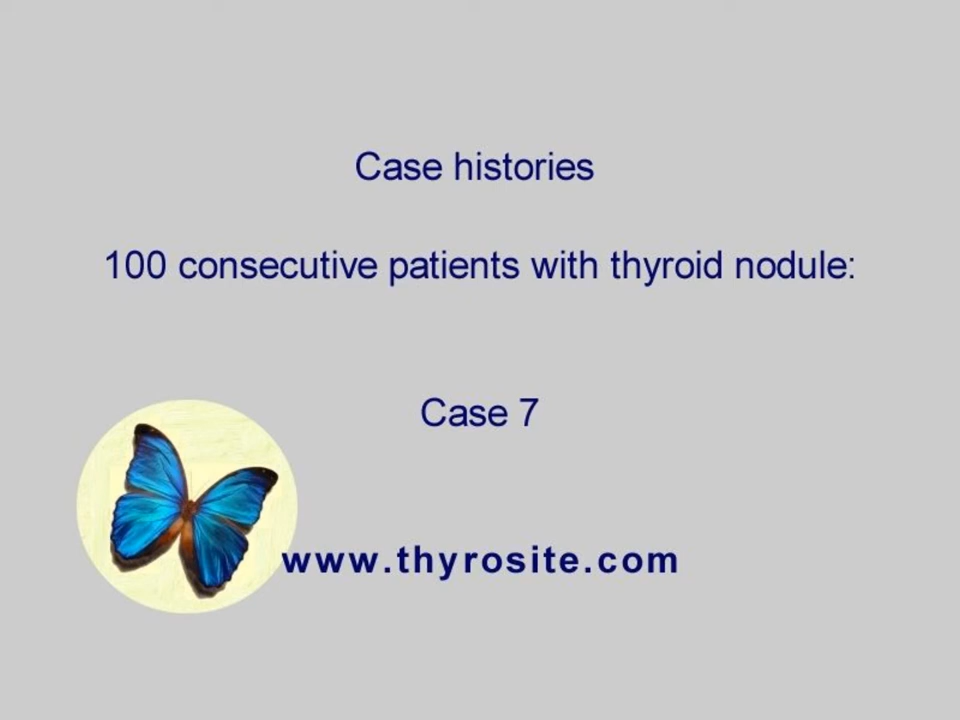 Case histories
100 consecutive patients with thyroid nodule:
Case 7
www.thyrosite.com